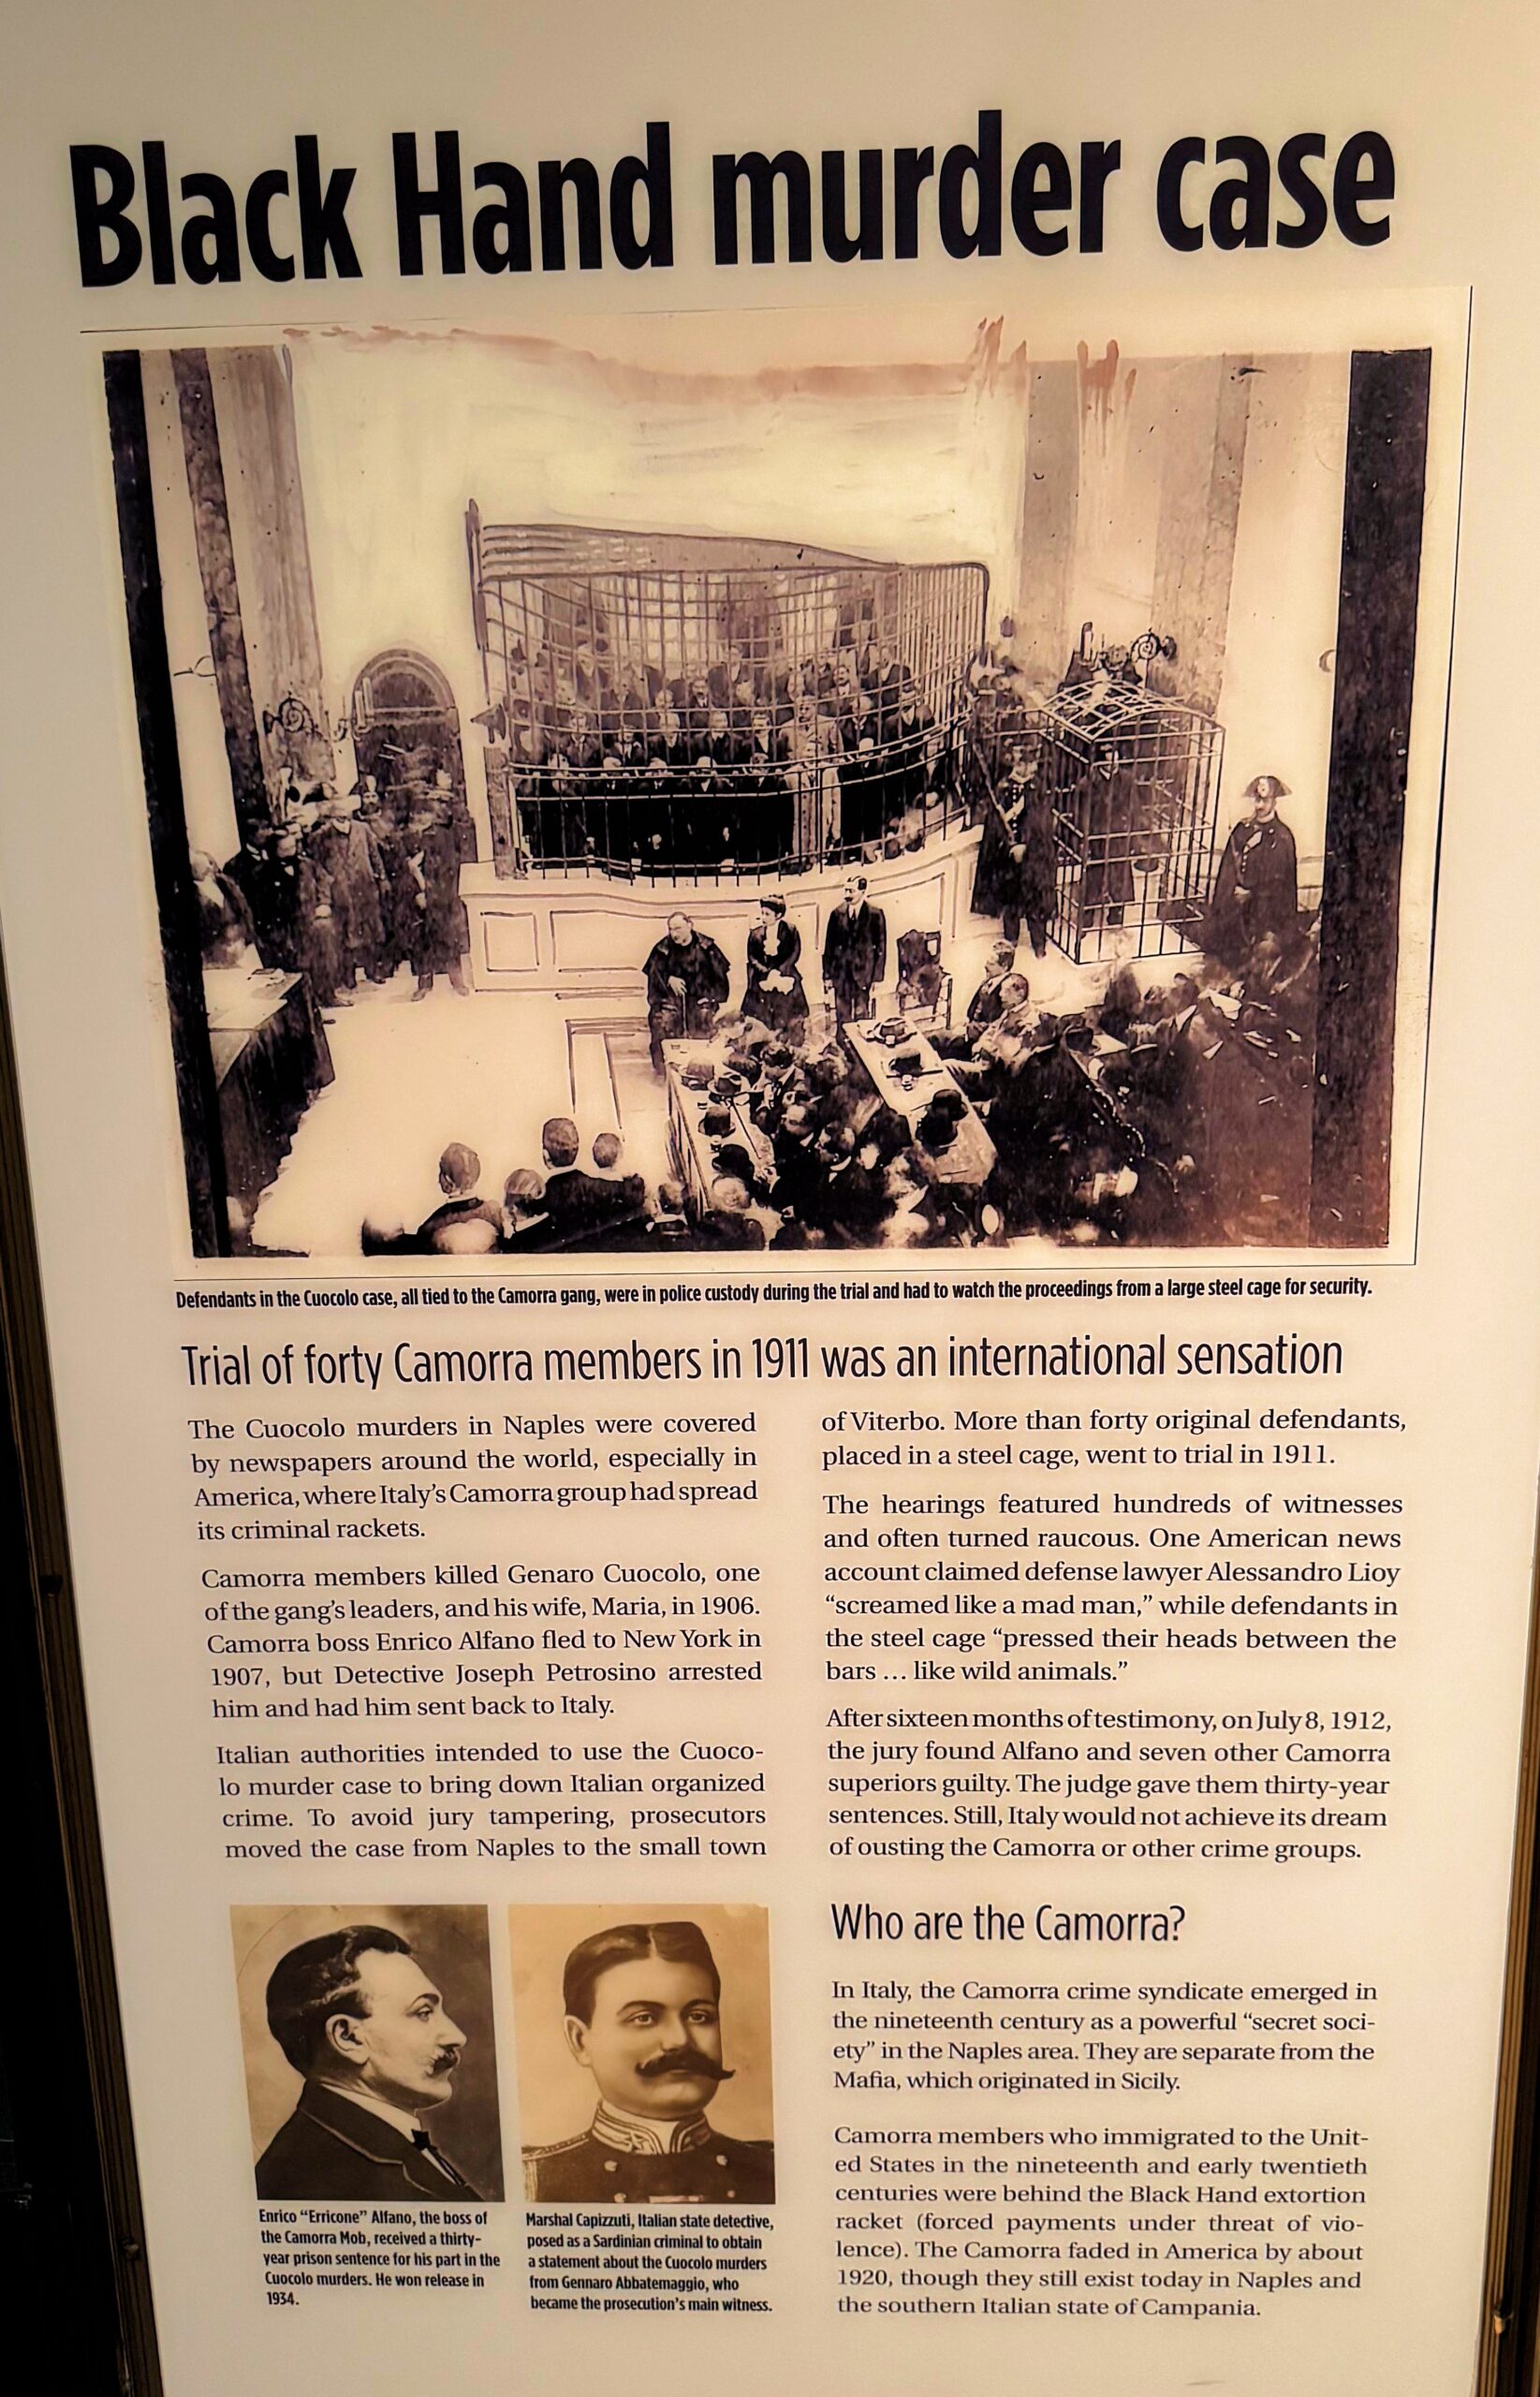 Black Hand murder case
Defendants in the Cuocolo case, all tied to the Camorra gang, were in police custody during the trial and had to watch the proceedings from a large steel cage for security.
Trial of forty Camorra members in 1911 was an international sensation
The Cuocolo murders in Naples were covered
by newspapers around the world, especially in
America, where Italy's Camorra group had spread
its criminal rackets.
Camorra members killed Genaro Cuocolo, one
of the gang's leaders, and his wife, Maria, in 1906.
Camorra boss Enrico Alfano fled to New York in
1907, but Detective Joseph Petrosino arrested
him and had him sent back to Italy.
Italian authorities intended to use the Cuoco-
lo murder case to bring down Italian organized
crime. To avoid jury tampering, prosecutors
moved the case from Naples to the small town
of Viterbo. More than forty original defendants,
placed in a steel cage, went to trial in 1911.
The hearings featured hundreds of witnesses
and often turned raucous. One American news
account claimed defense lawyer Alessandro Lioy
“screamed like a mad man,” while defendants in
the steel cage “pressed their heads between the
bars … like wild animals.”
After sixteen months of testimony, on July 8, 1912,
the jury found Alfano and seven other Camorra
superiors guilty. The judge gave them thirty-year
sentences. Still, Italy would not achieve its dream
of ousting the Camorra or other crime groups.
Enrico “Erricone” Alfano, the boss of
the Camorra Mob, received a thirty-
year prison sentence for his part in the
Cuocolo murders. He won release in
1934.
Marshal Capizzuti, Italian state detective,
posed as a Sardinian criminal to obtain
a statement about the Cuocolo murders
from Gennaro Abbatemaggio, who
became the prosecution's main witness.
Who are the Camorra?
In Italy, the Camorra crime syndicate emerged in
the nineteenth century as a powerful “secret soci-
ety” in the Naples area. They are separate from the
Mafia, which originated in Sicily.
Camorra members who immigrated to the Unit-
ed States in the nineteenth and early twentieth
centuries were behind the Black Hand extortion
racket (forced payments under threat of vio-
lence). The Camorra faded in America by about
1920, though they still exist today in Naples and
the southern Italian state of Campania.